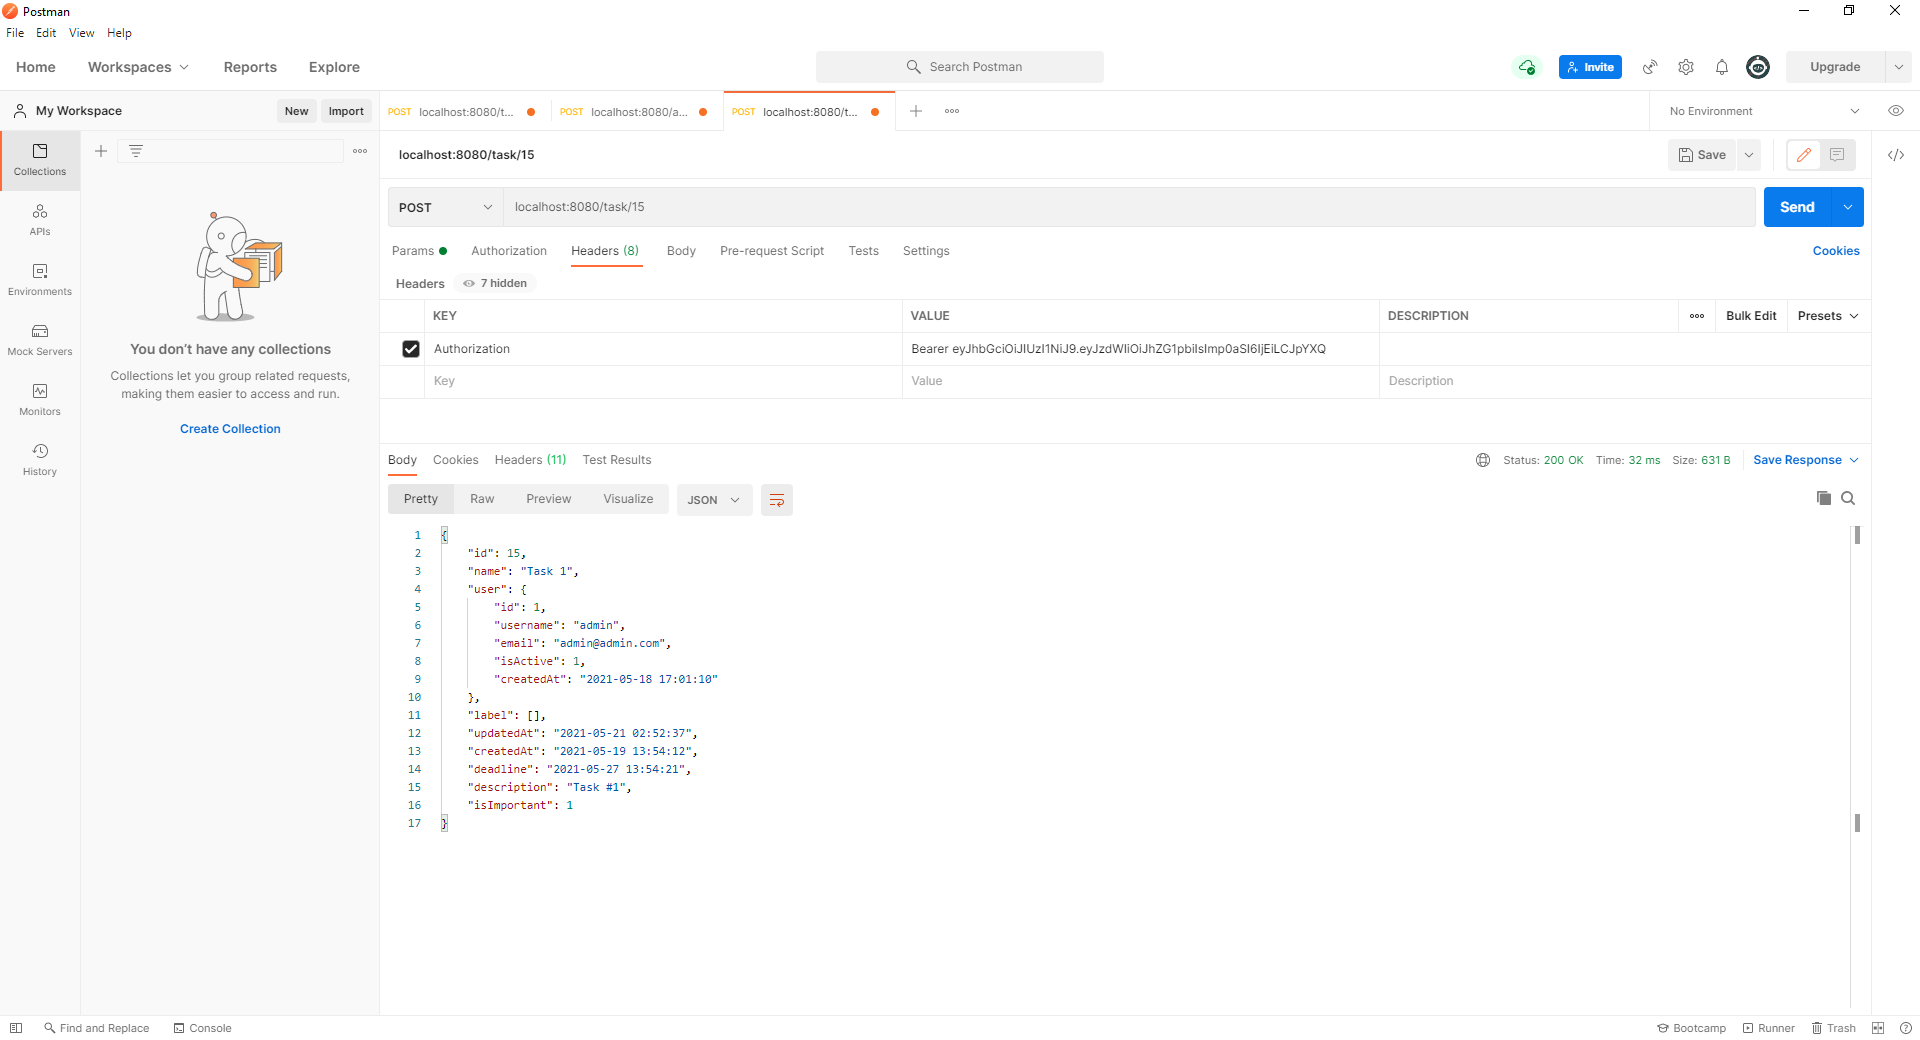 Postman
File Edit View Help
Home Workspaces Reports Explore
Search Postman
Invite
Upgrade
My Workspace
New Import
POST localhost:8080/t...
POST localhost:8080/a...
POST localhost:8080/t...
No Environment
Collections
APIs
Environments
Mock Servers
Monitors
History
You don't have any collections
Collections let you group related requests,
making them easier to access and run.
Create Collection
localhost:8080/task/15
Save
POST localhost:8080/task/15
Send
Params Authorization Headers (8) Body Pre-request Script Tests Settings
Cookies
Headers 7 hidden
KEY VALUE DESCRIPTION
Bulk Edit Presets
Authorization Bearer eyJhbGciOiJIUzI1NiJ9.eyJzdWIiOiJhZG1pbiIsImp0aSI6IjEiLCJpYXQ
Key Value Description
Body Cookies Headers (11) Test Results
Status: 200 OK Time: 32 ms Size: 631 B Save Response
Pretty Raw Preview Visualize JSON
1 {
2 "id": 15,
3 "name": "Task 1",
4 "user": {
5 "id": 1,
6 "username": "admin",
7 "email": "admin@admin.com",
8 "isActive": 1,
9 "createdAt": "2021-05-18 17:01:10"
10 },
11 "label": [],
12 "updatedAt": "2021-05-21 02:52:37",
13 "createdAt": "2021-05-19 13:54:12",
14 "deadline": "2021-05-27 13:54:21",
15 "description": "Task #1",
16 "isImportant": 1
17 }
Find and Replace Console
Bootcamp Runner Trash